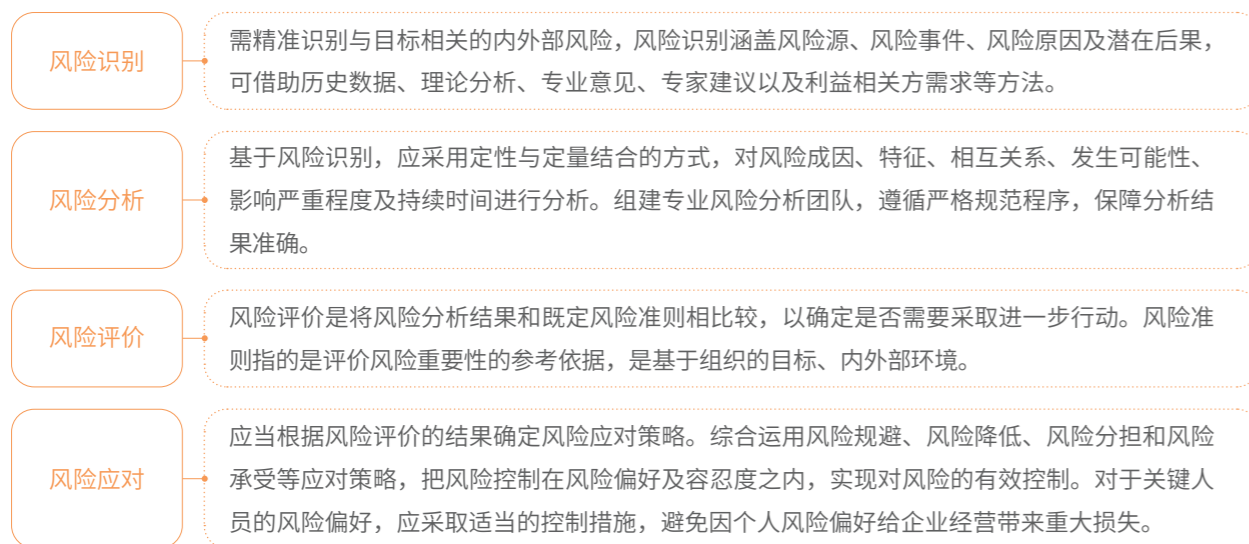 风险识别
需精准识别与目标相关的内外部风险，风险识别涵盖风险源、风险事件、风险原因及潜在后果，
可借助历史数据、理论分析、专业意见、专家建议以及利益相关方需求等方法。
风险分析
基于风险识别，应采用定性与定量结合的方式，对风险成因、特征、相互关系、发生可能性、
影响严重程度及持续时间进行分析。组建专业风险分析团队，遵循严格规范程序，保障分析结
果准确。
风险评价
风险评价是将风险分析结果和既定风险准则相比较，以确定是否需要采取进一步行动。风险准
则指的是评价风险重要性的参考依据，是基于组织的目标、内外部环境。
风险应对
应当根据风险评价的结果确定风险应对策略。综合运用风险规避、风险降低、风险分担和风险
承受等应对策略，把风险控制在风险偏好及容忍度之内，实现对风险的有效控制。对于关键人
员的风险偏好，应采取适当的控制措施，避免因个人风险偏好给企业经营带来重大损失。